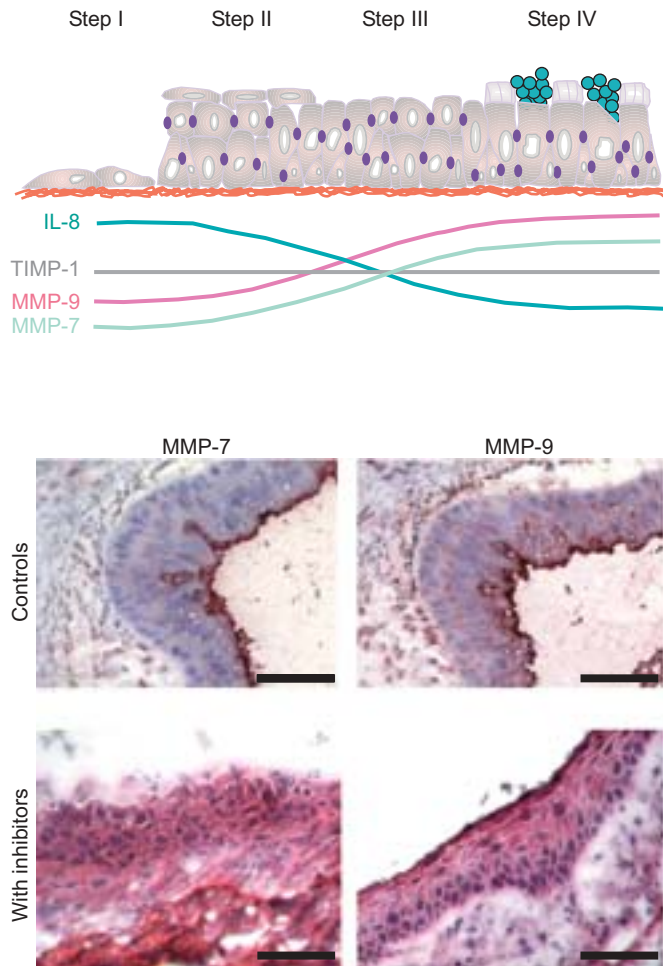 Step I Step II Step III Step IV
IL-8
TIMP-1
MMP-9
MMP-7
MMP-7 MMP-9
Controls
With inhibitors